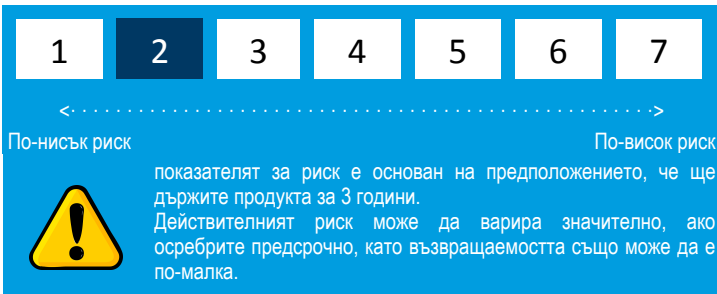 1 2 3 4 5 6 7
<· · · · · · · · · · · · · · · · · · · · · · · · · · · · · · · · · · · · · · · · · · · · · · · · · · · · · · · · · · · · · ·>
По-нисък риск По-висок риск
показателят за риск е основан на предположението, че ще
държите продукта за 3 години.
Действителният риск може да варира значително, ако
осребрите предсрочно, като възвращаемостта също може да е
по-малка.